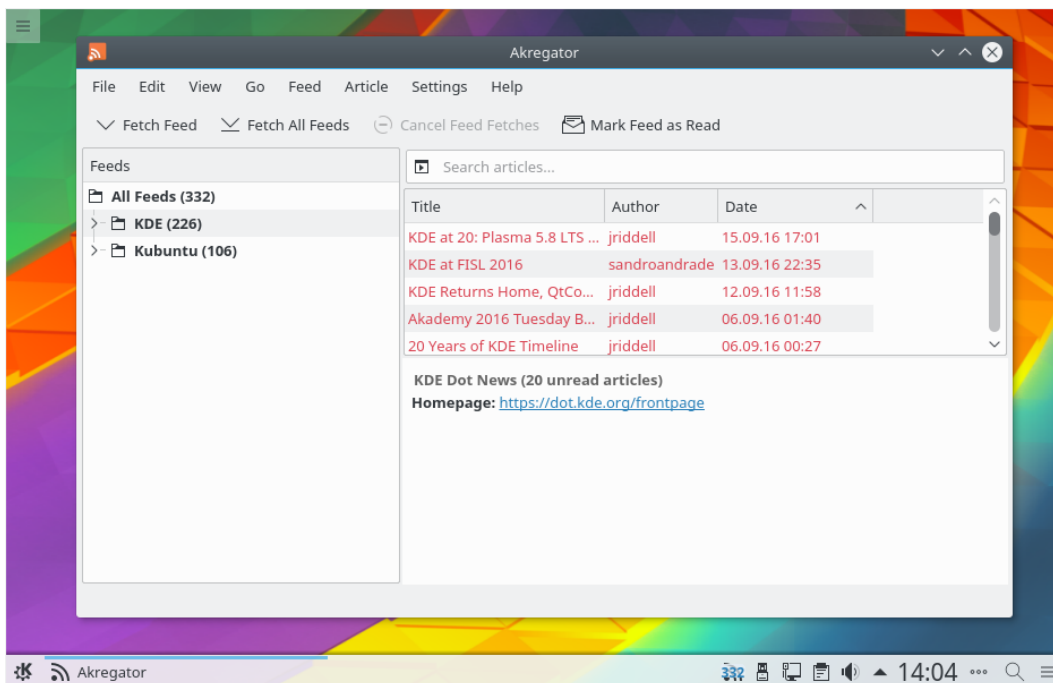 Akregator
File Edit View Go Feed Article Settings Help
Fetch Feed Fetch All Feeds Cancel Feed Fetches Mark Feed as Read
Feeds
All Feeds (332)
KDE (226)
Kubuntu (106)
Search articles...
Title Author Date
KDE at 20: Plasma 5.8 LTS ... jriddell 15.09.16 17:01
KDE at FISL 2016 sandroandrade 13.09.16 22:35
KDE Returns Home, QtCo... jriddell 12.09.16 11:58
Akademy 2016 Tuesday B... jriddell 06.09.16 01:40
20 Years of KDE Timeline jriddell 06.09.16 00:27
KDE Dot News (20 unread articles)
Homepage: https://dot.kde.org/frontpage
Akregator 332 14:04